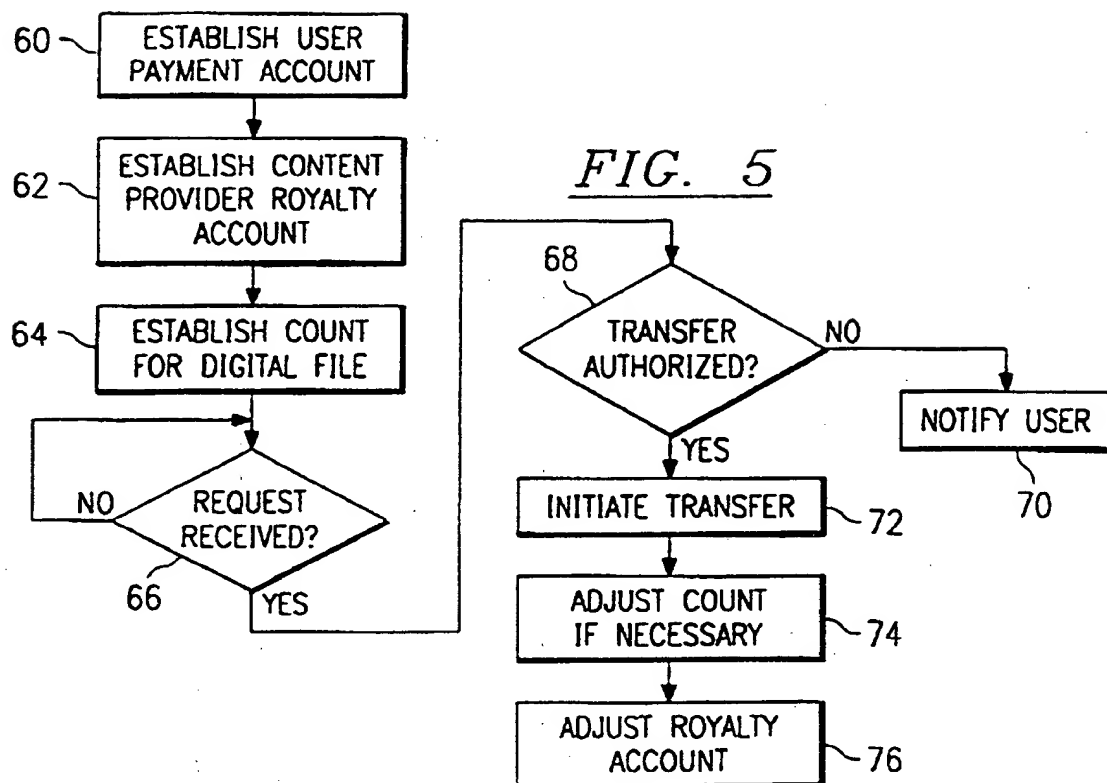 60
ESTABLISH USER
PAYMENT ACCOUNT
62
ESTABLISH CONTENT
PROVIDER ROYALTY
ACCOUNT
64
ESTABLISH COUNT
FOR DIGITAL FILE
NO
REQUEST
RECEIVED?
66
YES
FIG. 5
68
TRANSFER
AUTHORIZED?
NO
NOTIFY USER
70
YES
INITIATE TRANSFER
72
ADJUST COUNT
IF NECESSARY
74
ADJUST ROYALTY
ACCOUNT
76